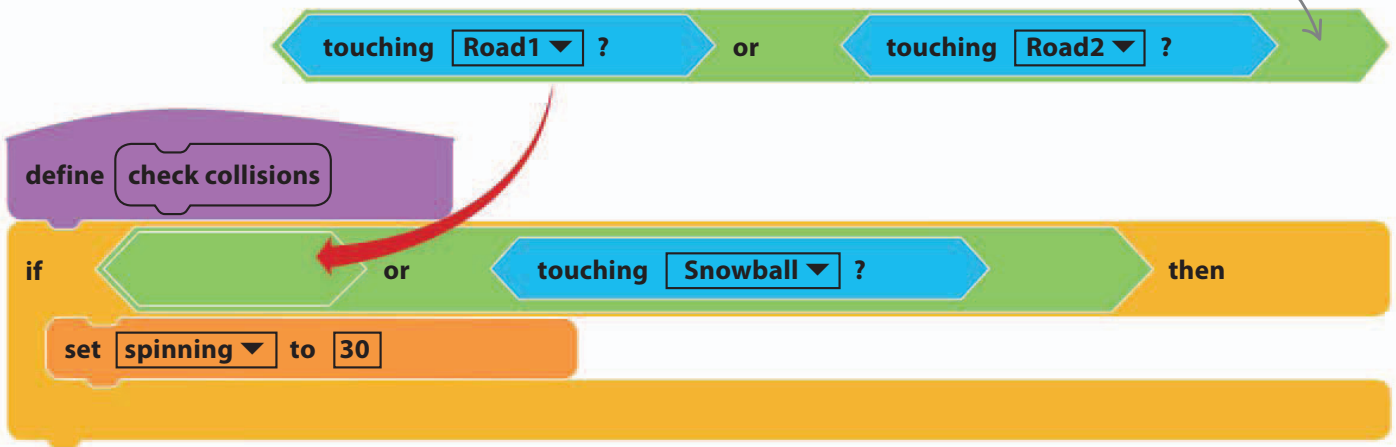 touching Road1 ? or touching Road2 ?
define check collisions
if or touching Snowball ? then
set spinning to 30